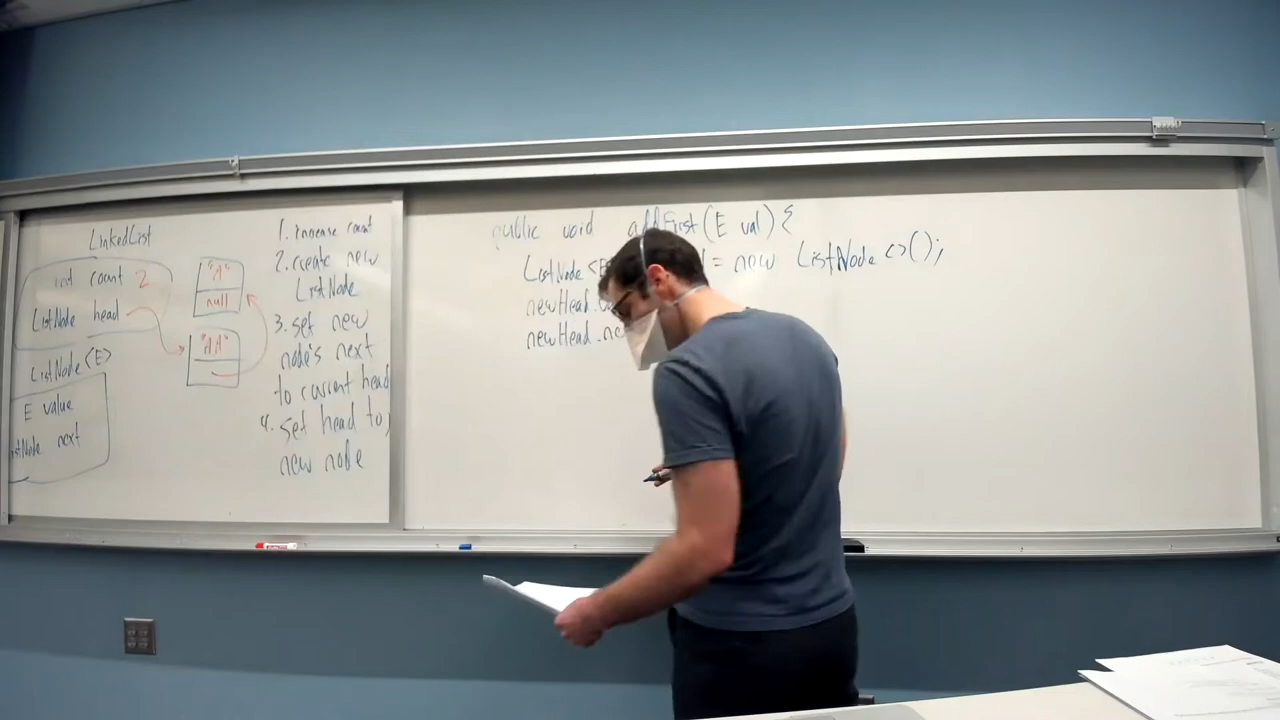 LinkedList
int count 2
ListNode head
ListNode <E>
E value
next
"A"
null
"AA"
1. increase count
2. create new
ListNode
3. set new
node's next
to current head
4. set head to
new node
public void addFirst(E val){
ListNode<E = new ListNode<>();
newHead.
newHead.ne